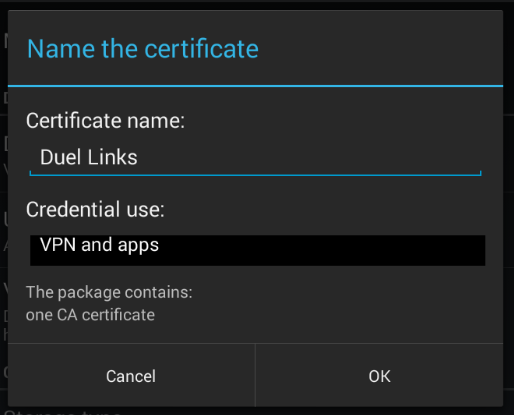 Name the certificate
Certificate name:
Duel Links
Credential use:
VPN and apps
The package contains:
one CA certificate
Cancel
OK